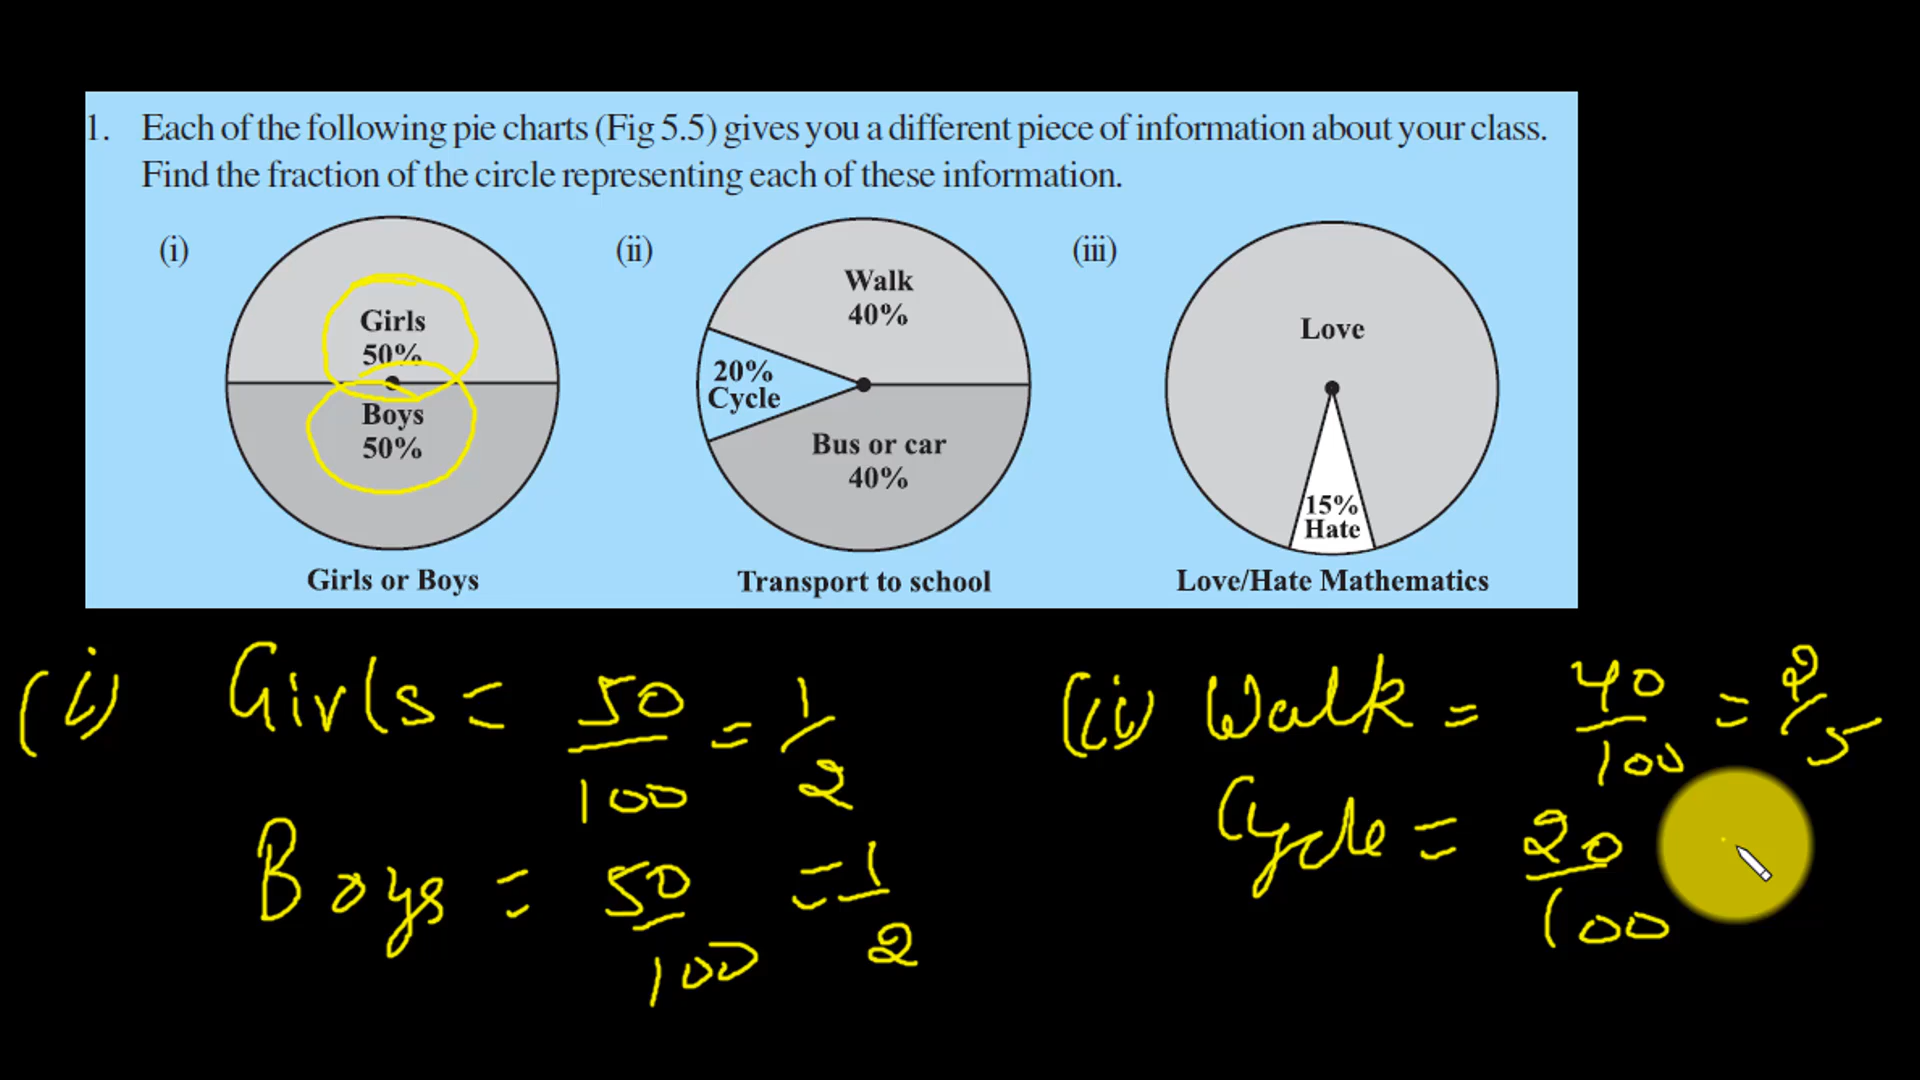 1. Each of the following pie charts (Fig 5.5) gives you a different piece of information about your class.
Find the fraction of the circle representing each of these information.
(i)
Girls
50%
Boys
50%
Girls or Boys
(ii)
Walk
40%
20%
Cycle
Bus or car
40%
Transport to school
(iii)
Love
15%
Hate
Love/Hate Mathematics
(i) Girls = 50/100 = 1/2
Boys = 50/100 = 1/2
(ii) Walk = 40/100 = 2/5
Cycle = 20/100